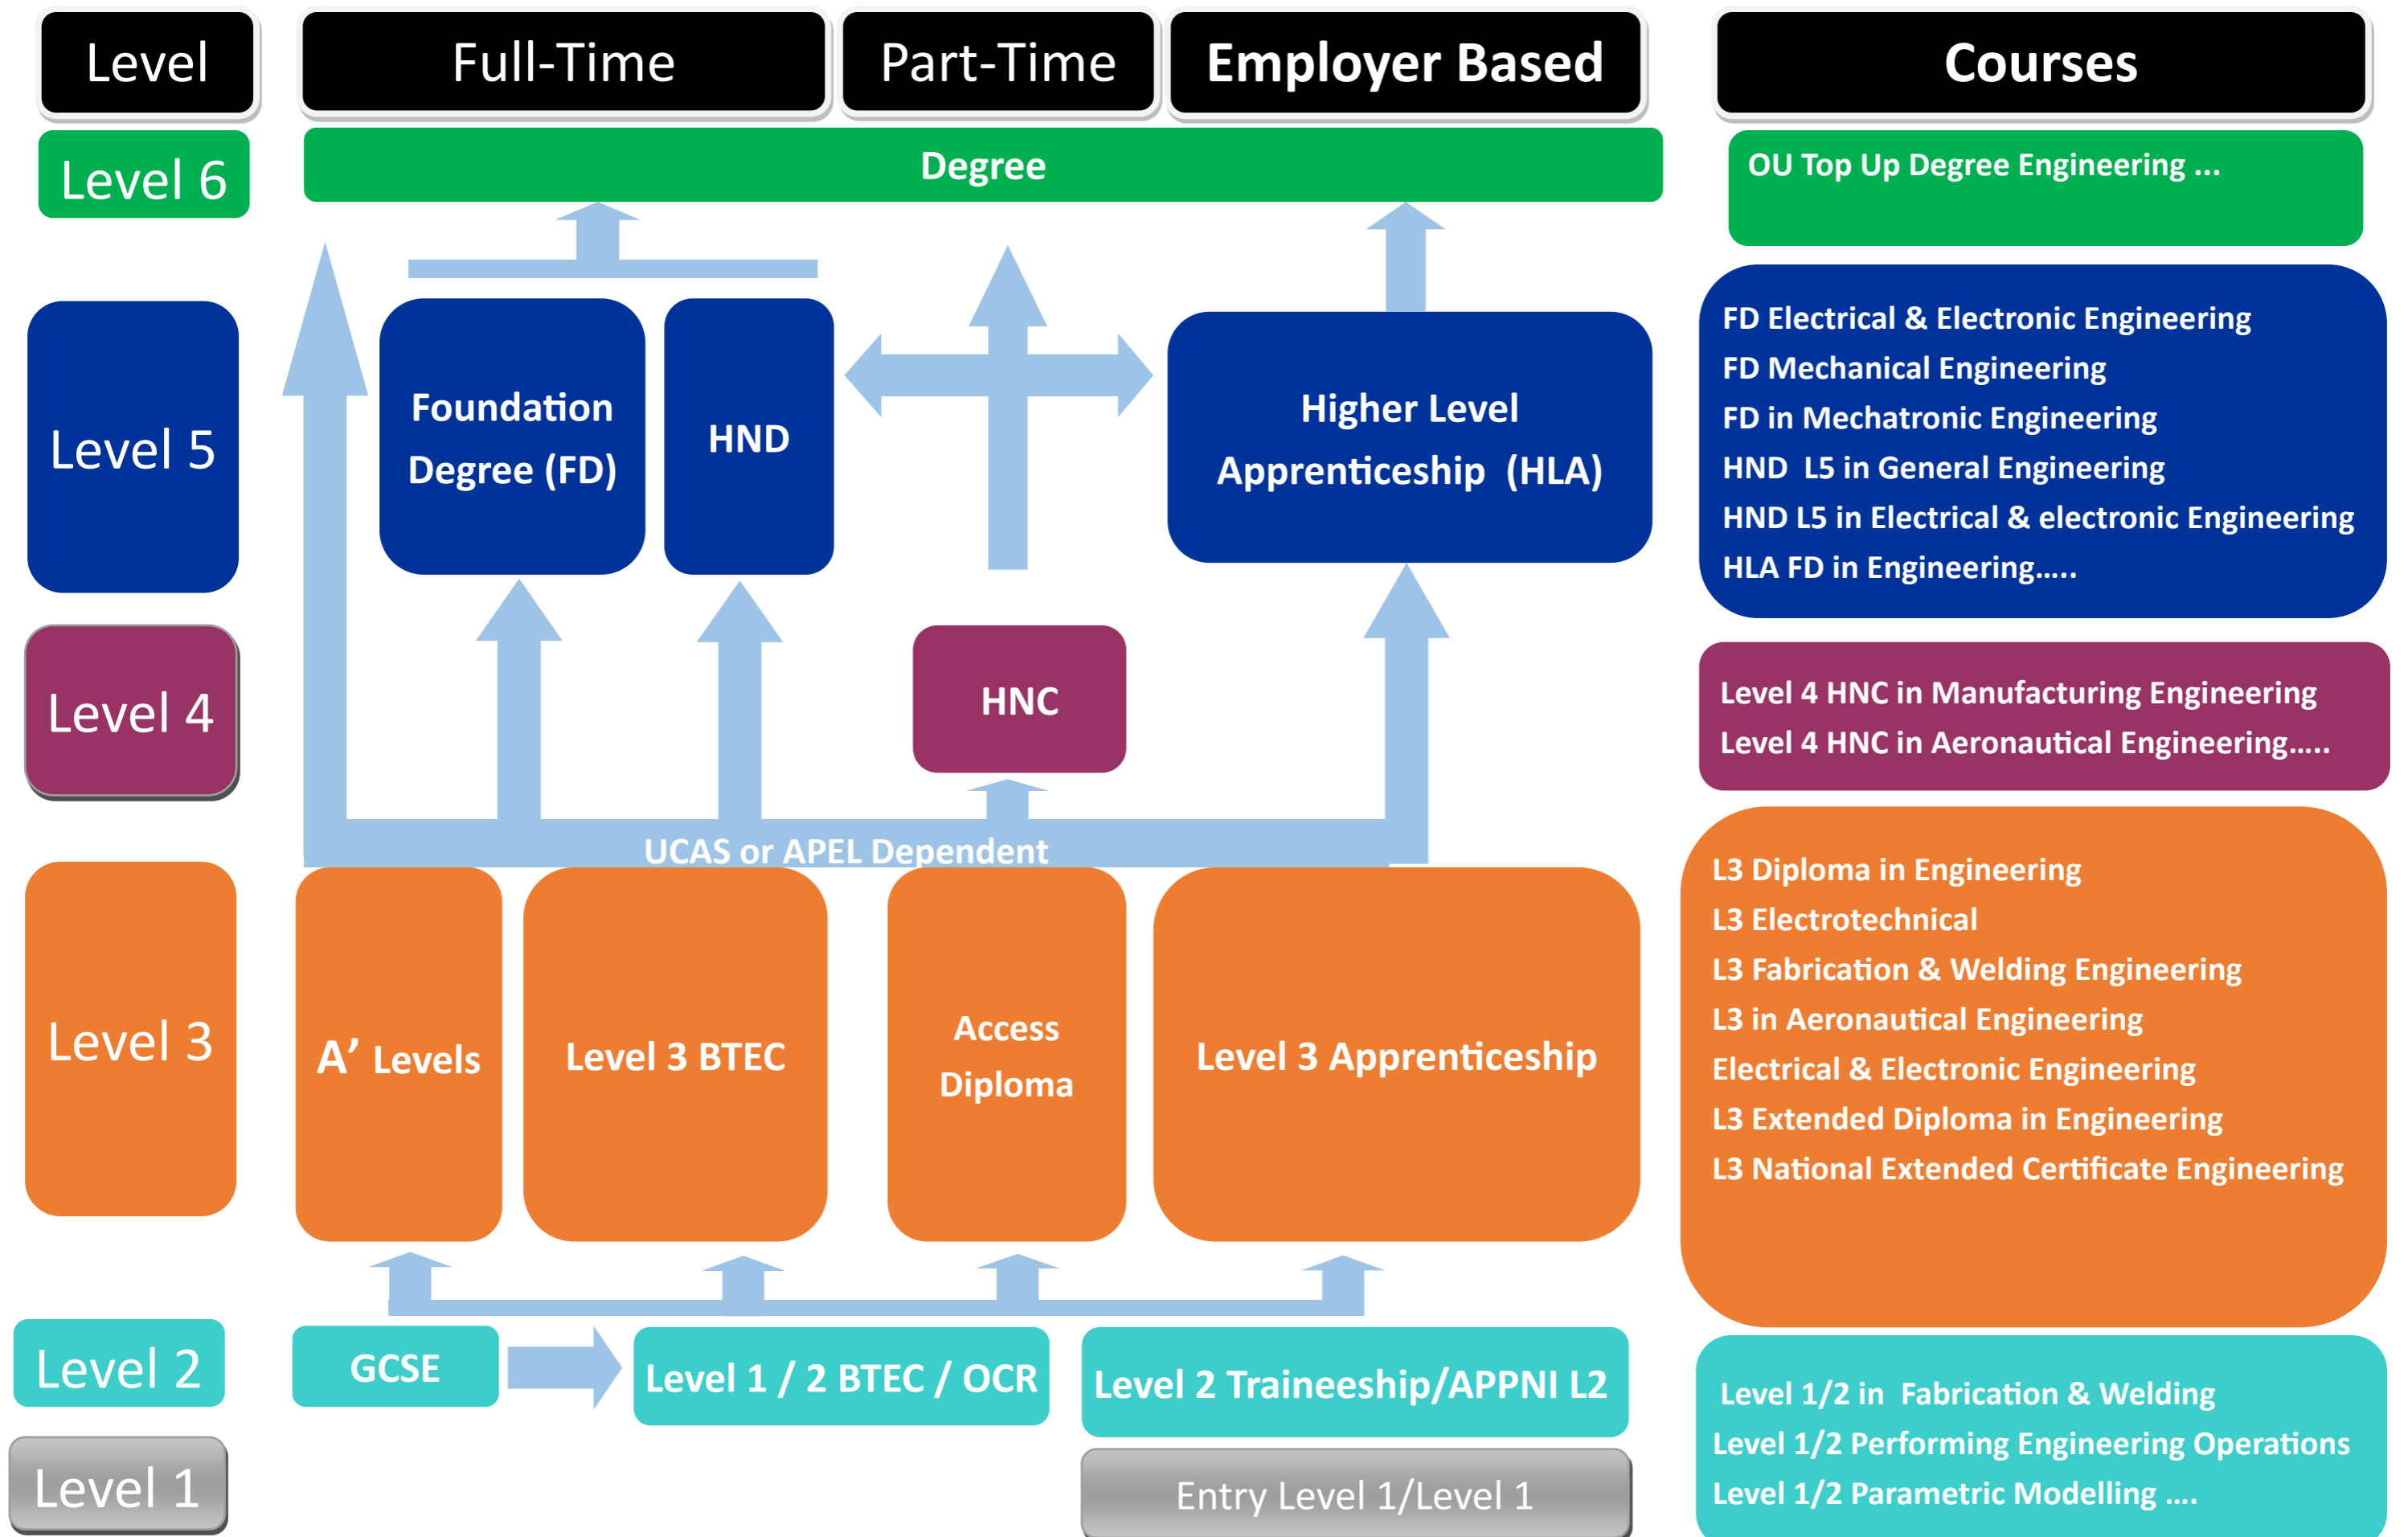 Level
Full-Time
Part-Time
Employer Based
Courses
Level 6
Degree
OU Top Up Degree Engineering ...
Level 5
Foundation
Degree (FD)
HND
Higher Level
Apprenticeship (HLA)
FD Electrical & Electronic Engineering
FD Mechanical Engineering
FD in Mechatronic Engineering
HND L5 in General Engineering
HND L5 in Electrical & electronic Engineering
HLA FD in Engineering.....
Level 4
HNC
Level 4 HNC in Manufacturing Engineering
Level 4 HNC in Aeronautical Engineering.....
UCAS or APEL Dependent
Level 3
A’ Levels
Level 3 BTEC
Access
Diploma
Level 3 Apprenticeship
L3 Diploma in Engineering
L3 Electrotechnical
L3 Fabrication & Welding Engineering
L3 in Aeronautical Engineering
Electrical & Electronic Engineering
L3 Extended Diploma in Engineering
L3 National Extended Certificate Engineering
Level 2
GCSE
Level 1 / 2 BTEC / OCR
Level 2 Traineeship/APPNI L2
Level 1/2 in Fabrication & Welding
Level 1/2 Performing Engineering Operations
Level 1/2 Parametric Modelling ....
Level 1
Entry Level 1/Level 1